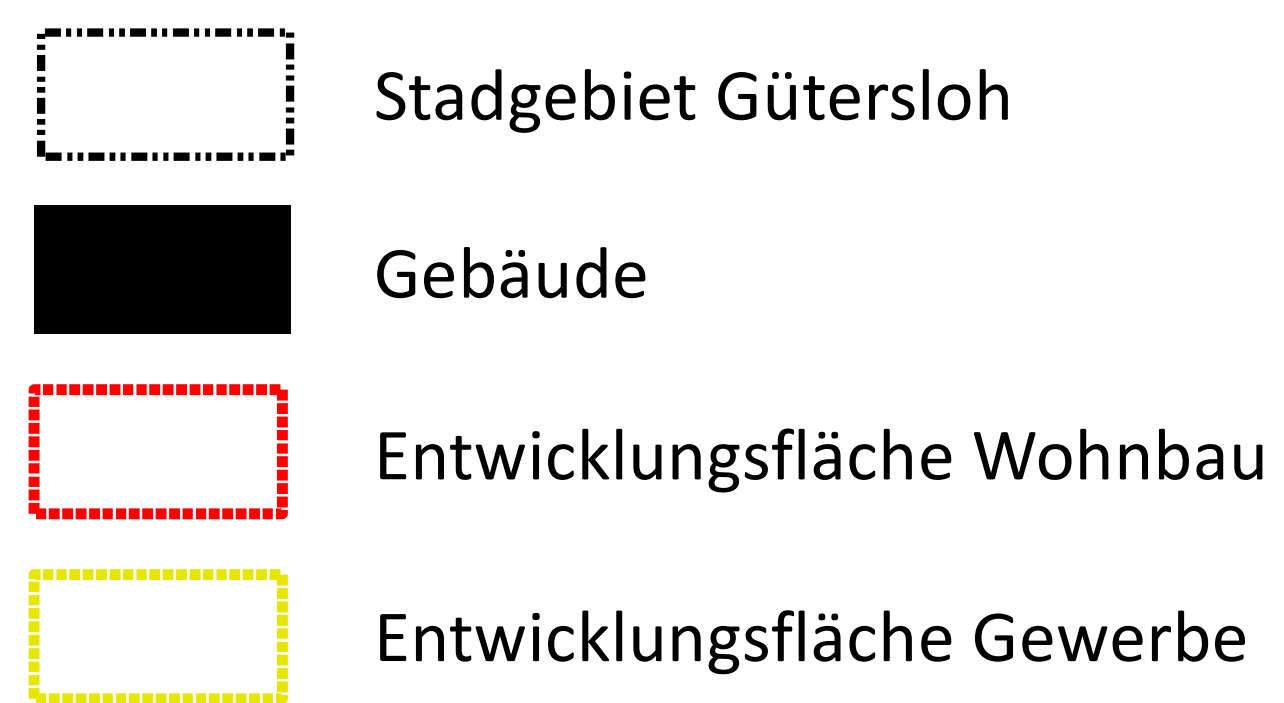 Stadgebiet Gütersloh
Gebäude
Entwicklungsfläche Wohnbau
Entwicklungsfläche Gewerbe